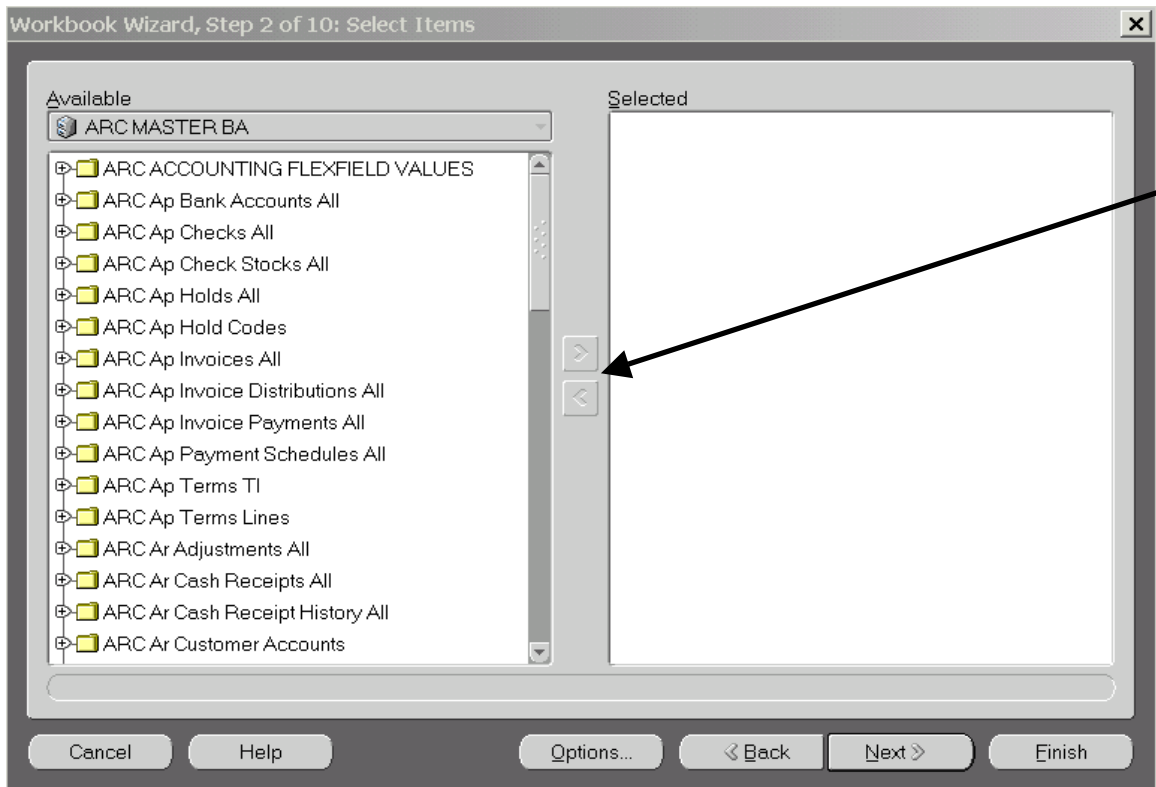 Workbook Wizard, Step 2 of 10: Select Items
Available
Selected
ARC MASTER BA
ARC ACCOUNTING FLEXFIELD VALUES
ARC Ap Bank Accounts All
ARC Ap Checks All
ARC Ap Check Stocks All
ARC Ap Holds All
ARC Ap Hold Codes
ARC Ap Invoices All
ARC Ap Invoice Distributions All
ARC Ap Invoice Payments All
ARC Ap Payment Schedules All
ARC Ap Terms Tl
ARC Ap Terms Lines
ARC Ar Adjustments All
ARC Ar Cash Receipts All
ARC Ar Cash Receipt History All
ARC Ar Customer Accounts
Cancel Help Options... Back Next Finish